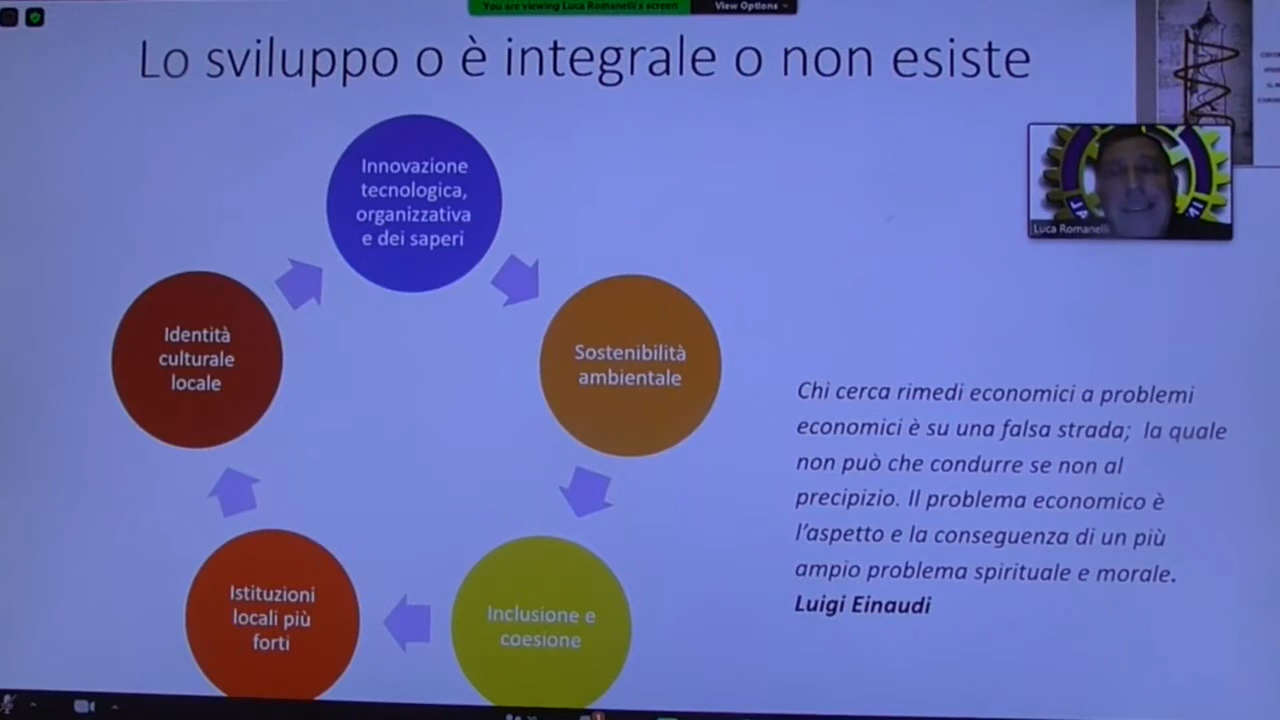 You are viewing Luca Romanelli's screen
View Options
Lo sviluppo o è integrale o non esiste
Innovazione
tecnologica,
organizzativa
e dei saperi
Luca Romanelli
Identità
culturale
locale
Sostenibilità
ambientale
Chi cerca rimedi economici a problemi
economici è su una falsa strada; la quale
non può che condurre se non al
precipizio. Il problema economico è
l'aspetto e la conseguenza di un più
ampio problema spirituale e morale.
Luigi Einaudi
Istituzioni
locali più
forti
Inclusione e
coesione